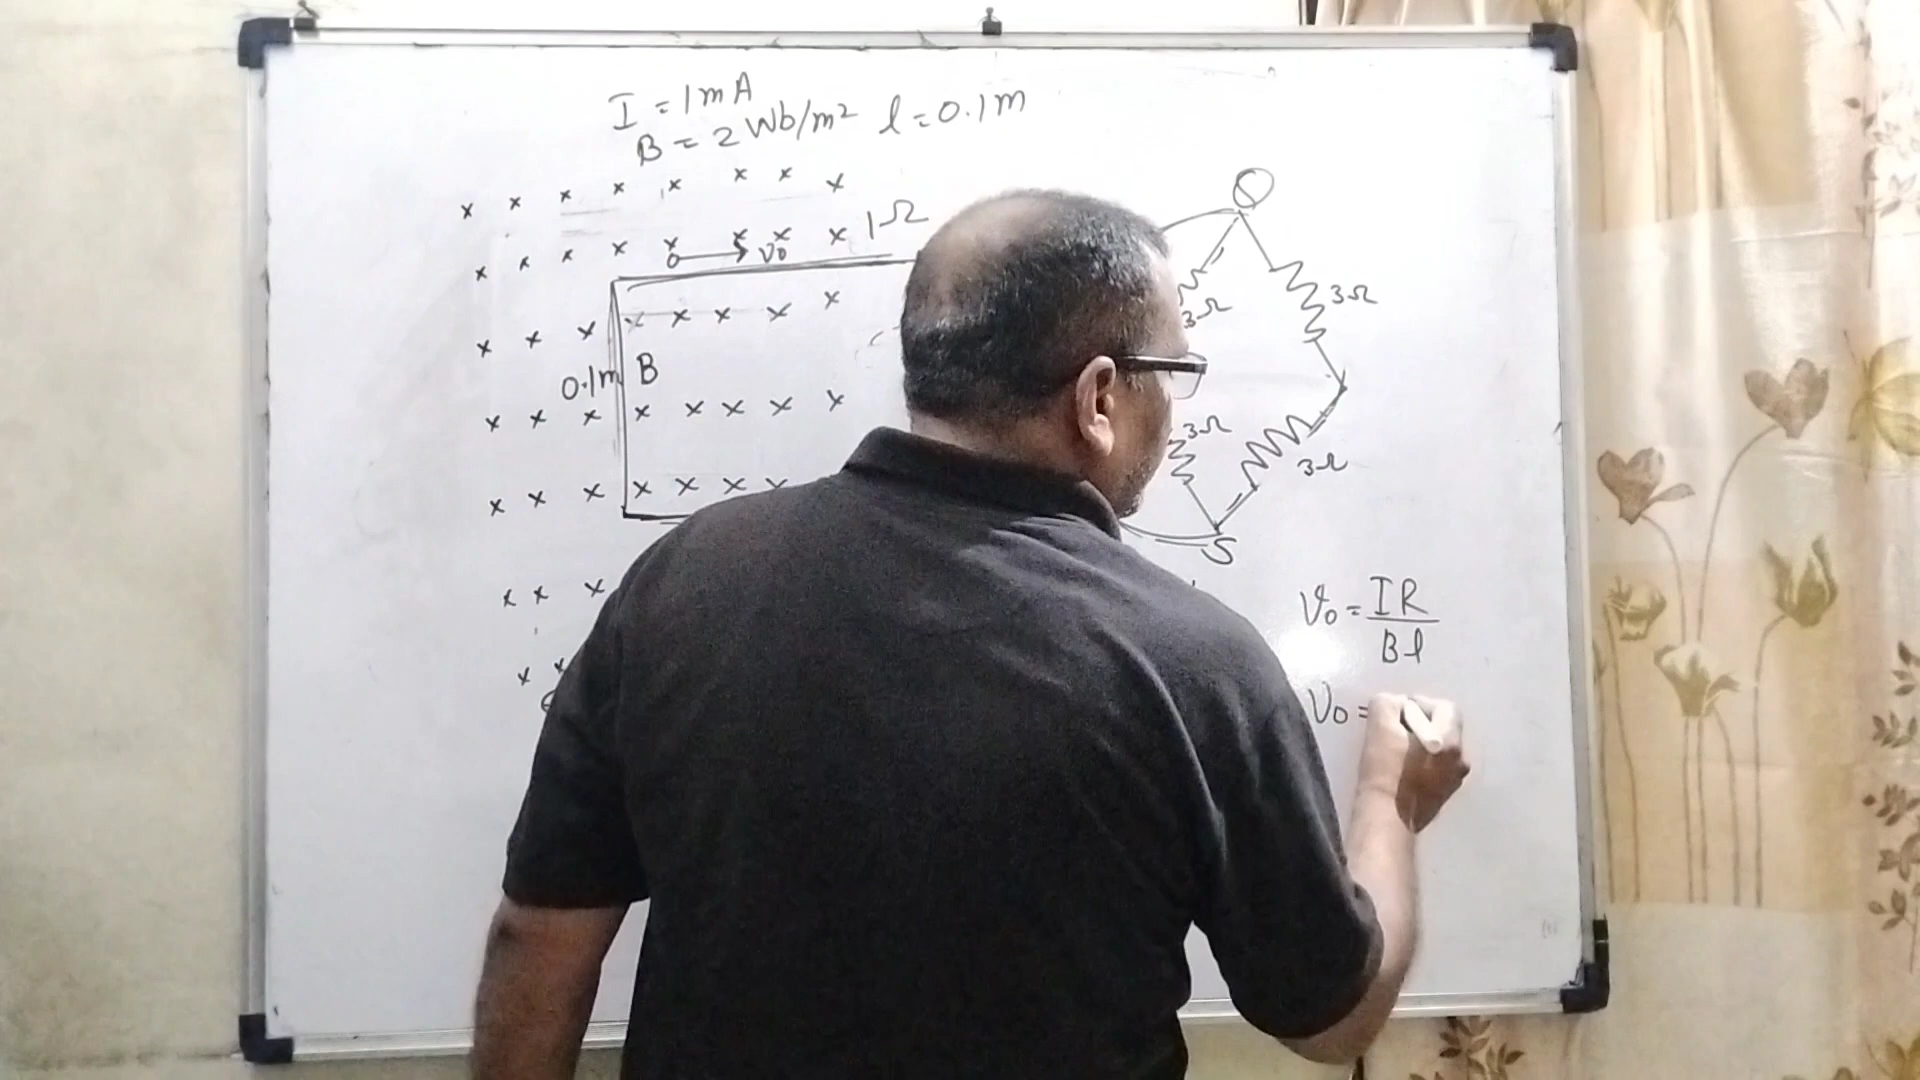 I = 1mA
B = 2 Wb/m² l = 0.1m
x x x x x x x x
x x x x x x x x 1Ω
v₀
Q
x x x x x x x x
3Ω 3Ω
0.1m B
x x x x x x x x
3Ω 3Ω
x x x x x x x
S
x x x
V₀ = IR/Bl
x x
V₀ =